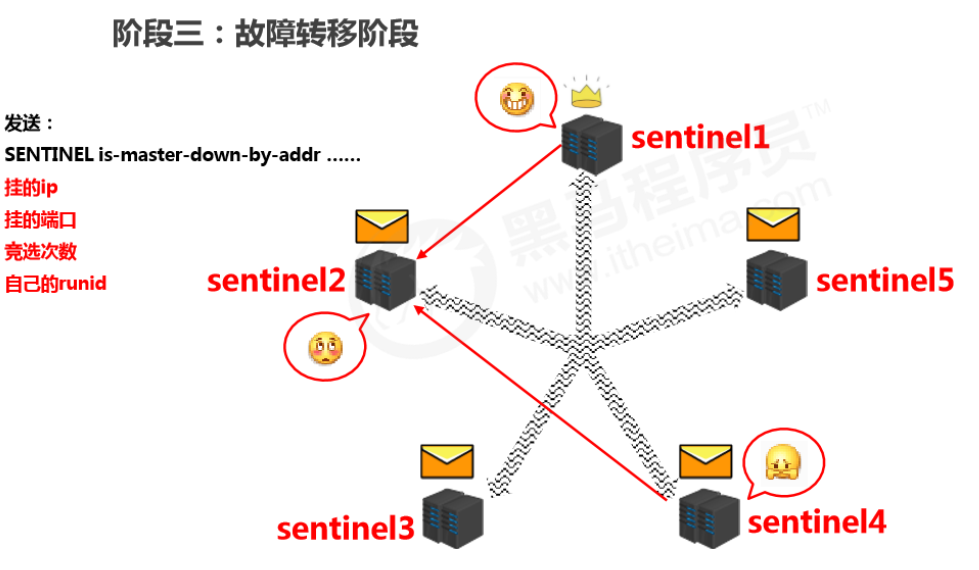 阶段三：故障转移阶段
发送：
SENTINEL is-master-down-by-addr ……
挂的ip
挂的端口
竞选次数
自己的runid
sentinel1
sentinel2
sentinel5
sentinel3
sentinel4
黑马程序员™
www.itheima.com